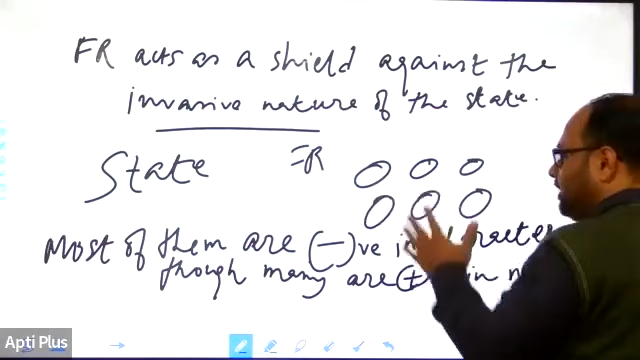 FR acts as a shield against the
invasive nature of the state.
State FR
Most of them are (-)ve in
though many are (+) in
Apti Plus